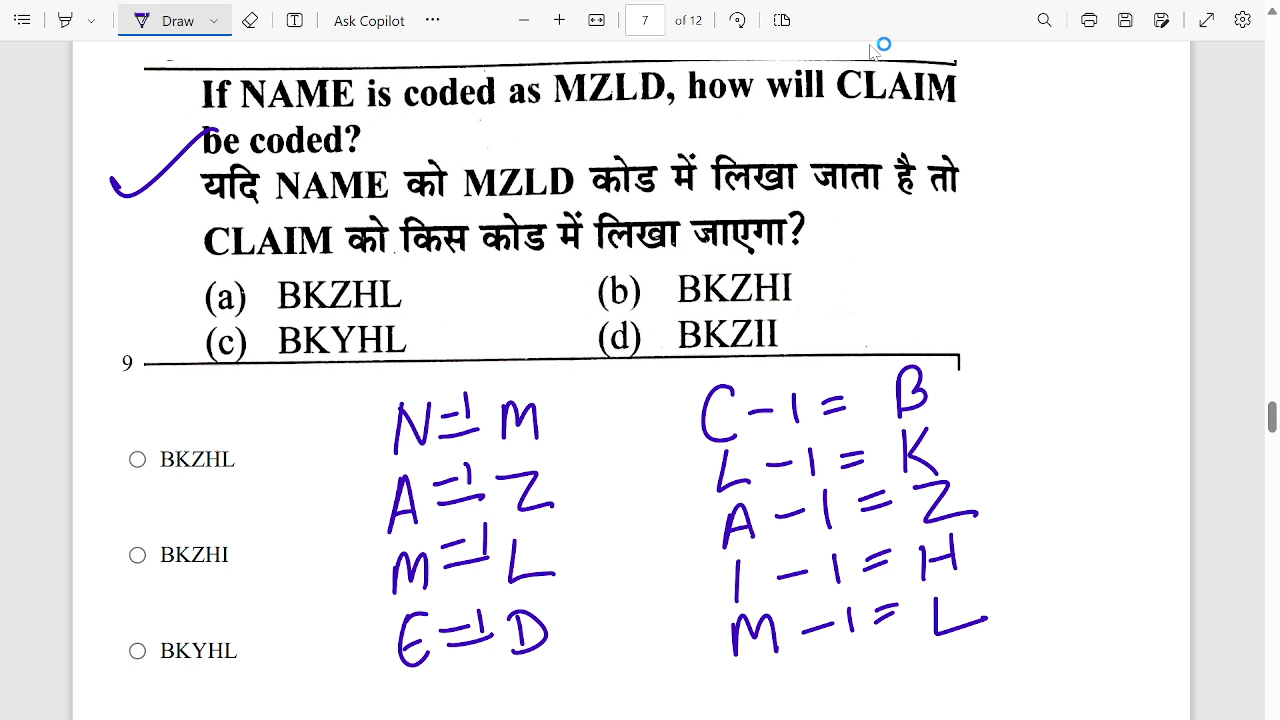 Draw Ask Copilot ... 7 of 12
If NAME is coded as MZLD, how will CLAIM
be coded?
यदि NAME को MZLD कोड में लिखा जाता है तो
CLAIM को किस कोड में लिखा जाएगा?
(a) BKZHL (b) BKZHI
(c) BKYHL (d) BKZII
9
N -1 = M C - 1 = B
BKZHL
L - 1 = K
A -1 = Z A - 1 = Z
BKZHI
M -1 = L I - 1 = H
E -1 = D M - 1 = L
BKYHL